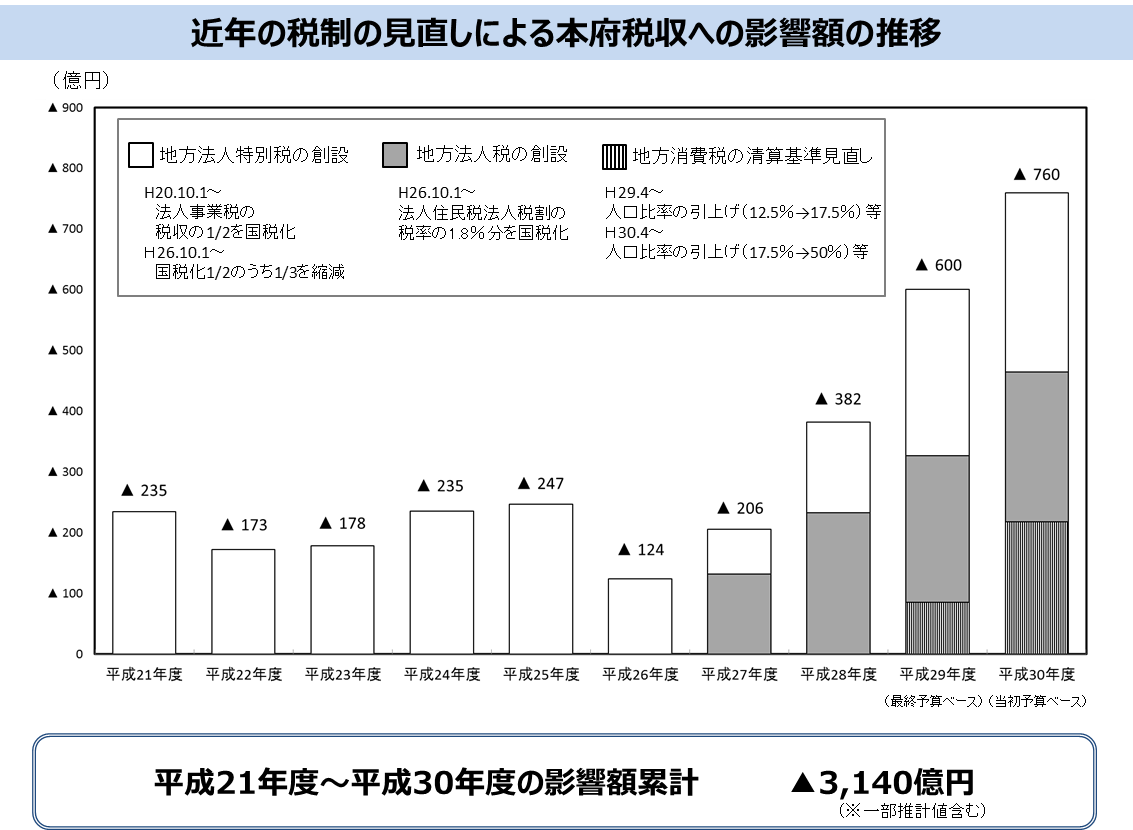 近年の税制の見直しによる本府税収への影響額の推移
（億円）
▲ 900
▲ 800
▲ 700
▲ 600
▲ 500
▲ 400
▲ 300
▲ 200
▲ 100
0
地方法人特別税の創設
H20.10.1～
法人事業税の
税収の1/2を国税化
H26.10.1～
国税化1/2のうち1/3を縮減
地方法人税の創設
H26.10.1～
法人住民税法人税割の
税率の1.8％分を国税化
地方消費税の清算基準見直し
H29.4～
人口比率の引上げ（12.5％→17.5％）等
H30.4～
人口比率の引上げ（17.5％→50％）等
▲ 235
▲ 173
▲ 178
▲ 235
▲ 247
▲ 124
▲ 206
▲ 382
▲ 600
▲ 760
平成21年度
平成22年度
平成23年度
平成24年度
平成25年度
平成26年度
平成27年度
平成28年度
平成29年度
平成30年度
（最終予算ベース）
（当初予算ベース）
平成21年度～平成30年度の影響額累計 ▲3,140億円
（※一部推計値含む）